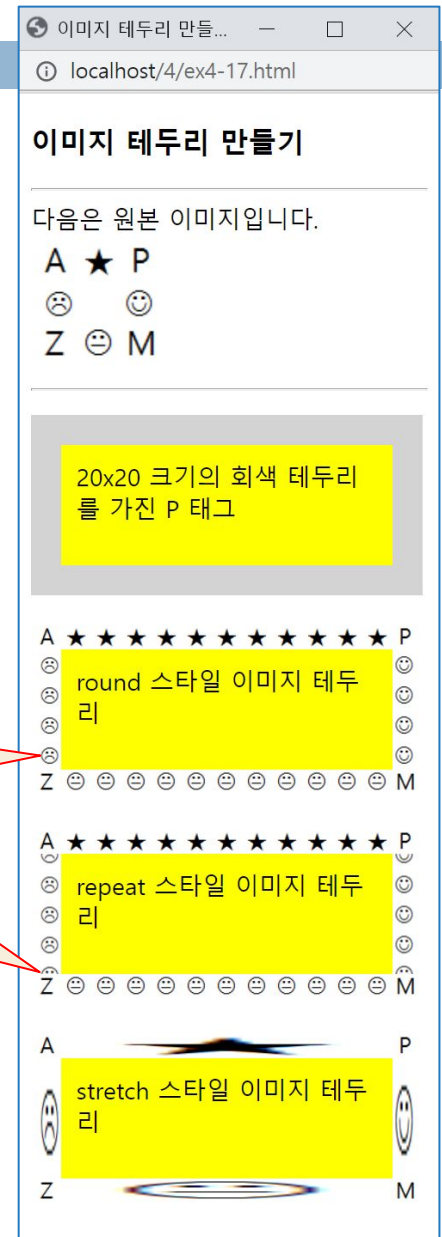 이미지 테두리 만들...
localhost/4/ex4-17.html
이미지 테두리 만들기
다음은 원본 이미지입니다.
A ★ P
☹ ☺
Z 😐 M
20x20 크기의 회색 테두리
를 가진 P 태그
A ★ ★ ★ ★ ★ ★ ★ ★ ★ ★ ★ P
round 스타일 이미지 테두
리
Z 😐 😐 😐 😐 😐 😐 😐 😐 😐 😐 😐 M
A ★ ★ ★ ★ ★ ★ ★ ★ ★ ★ ★ P
repeat 스타일 이미지 테두
리
Z 😐 😐 😐 😐 😐 😐 😐 😐 😐 😐 😐 M
A P
stretch 스타일 이미지 테두
리
Z M